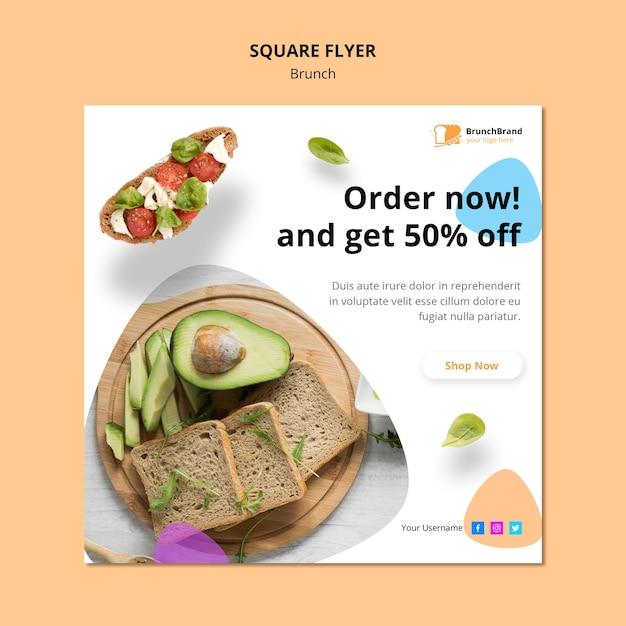 SQUARE FLYER
Brunch
BrunchBrand
your logo here
Order now!
and get 50% off
Duis aute irure dolor in reprehenderit
in voluptate velit esse cillum dolore eu
fugiat nulla pariatur.
Shop Now
Your Username